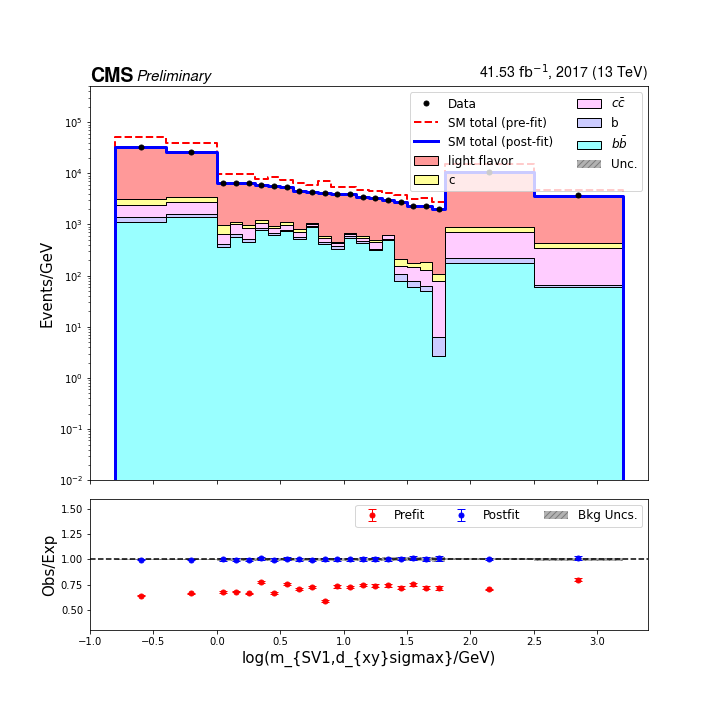 CMS Preliminary
41.53 fb⁻¹, 2017 (13 TeV)
Events/GeV
10⁵
10⁴
10³
10²
10¹
10⁰
10⁻¹
10⁻²
Data
SM total (pre-fit)
SM total (post-fit)
light flavor
c
cc̄
b
bb̄
Unc.
Obs/Exp
1.50
1.25
1.00
0.75
0.50
Prefit
Postfit
Bkg Uncs.
−1.0 −0.5 0.0 0.5 1.0 1.5 2.0 2.5 3.0
log(m_{SV1,d_{xy}sigmax}/GeV)